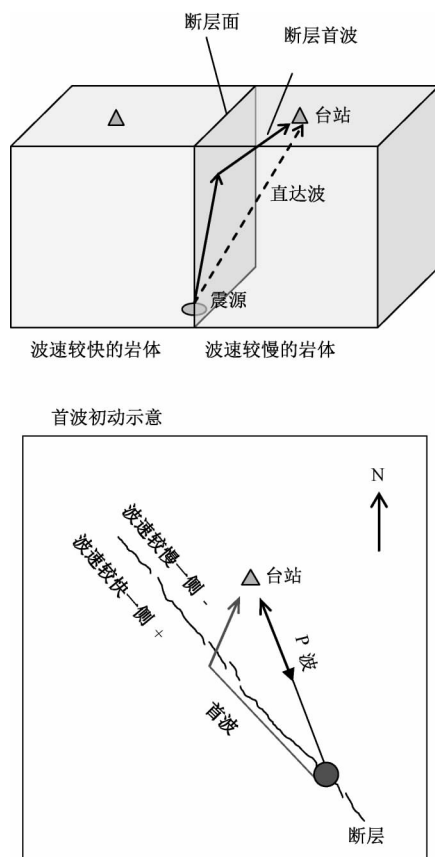 断层面
断层首波
台站
直达波
震源
波速较快的岩体
波速较慢的岩体
首波初动示意
N
波速较慢一侧 -
波速较快一侧 +
台站
P 波
首波
断层